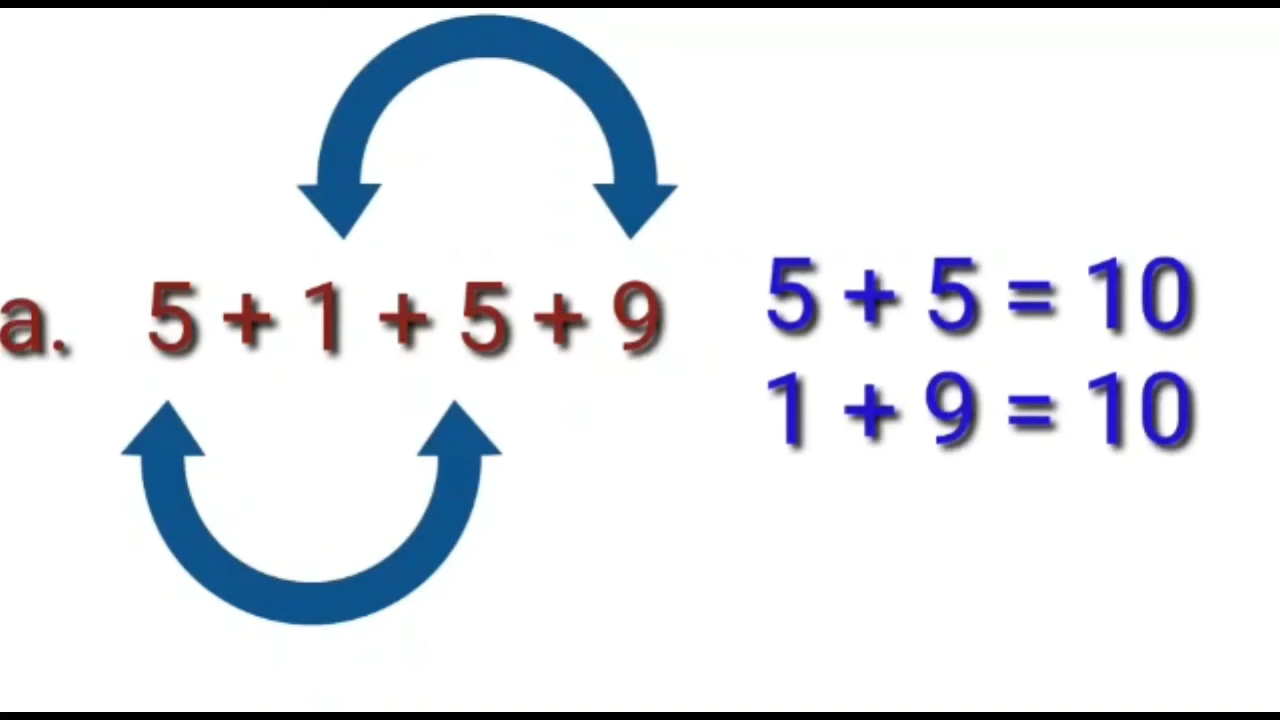 a. 5 + 1 + 5 + 9
5 + 5 = 10
1 + 9 = 10